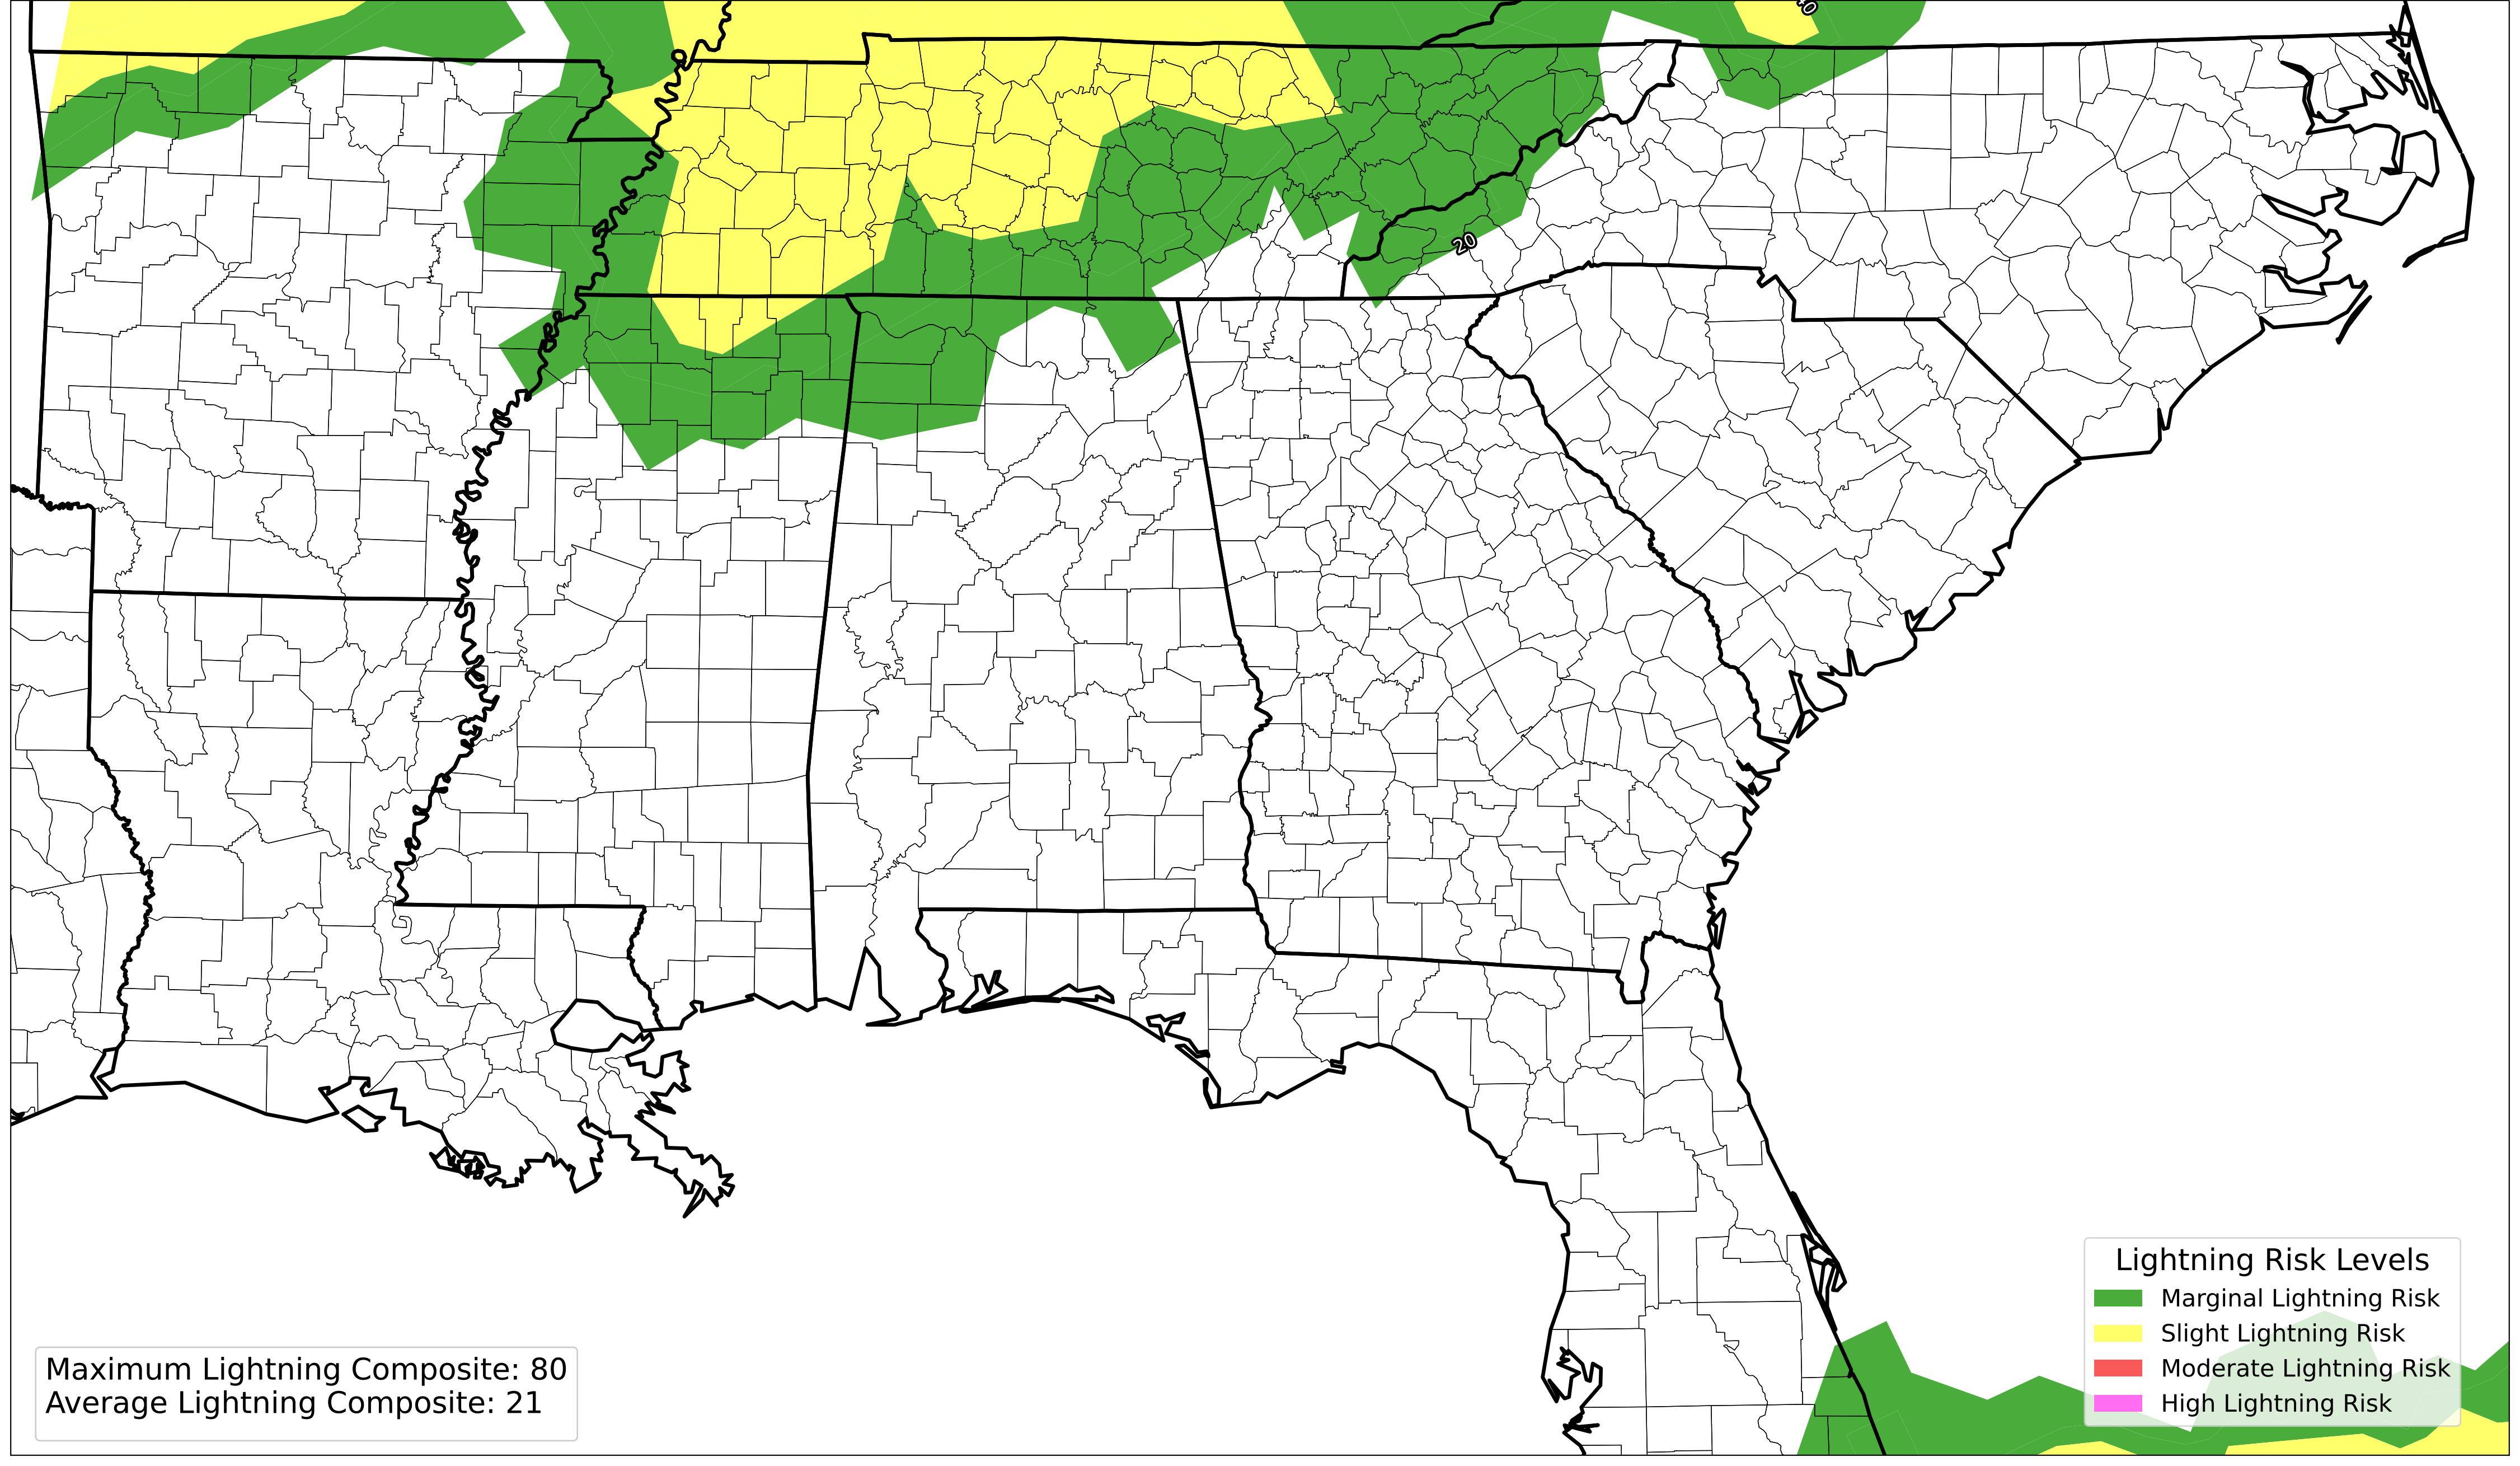 20
Maximum Lightning Composite: 80
Average Lightning Composite: 21
Lightning Risk Levels
Marginal Lightning Risk
Slight Lightning Risk
Moderate Lightning Risk
High Lightning Risk